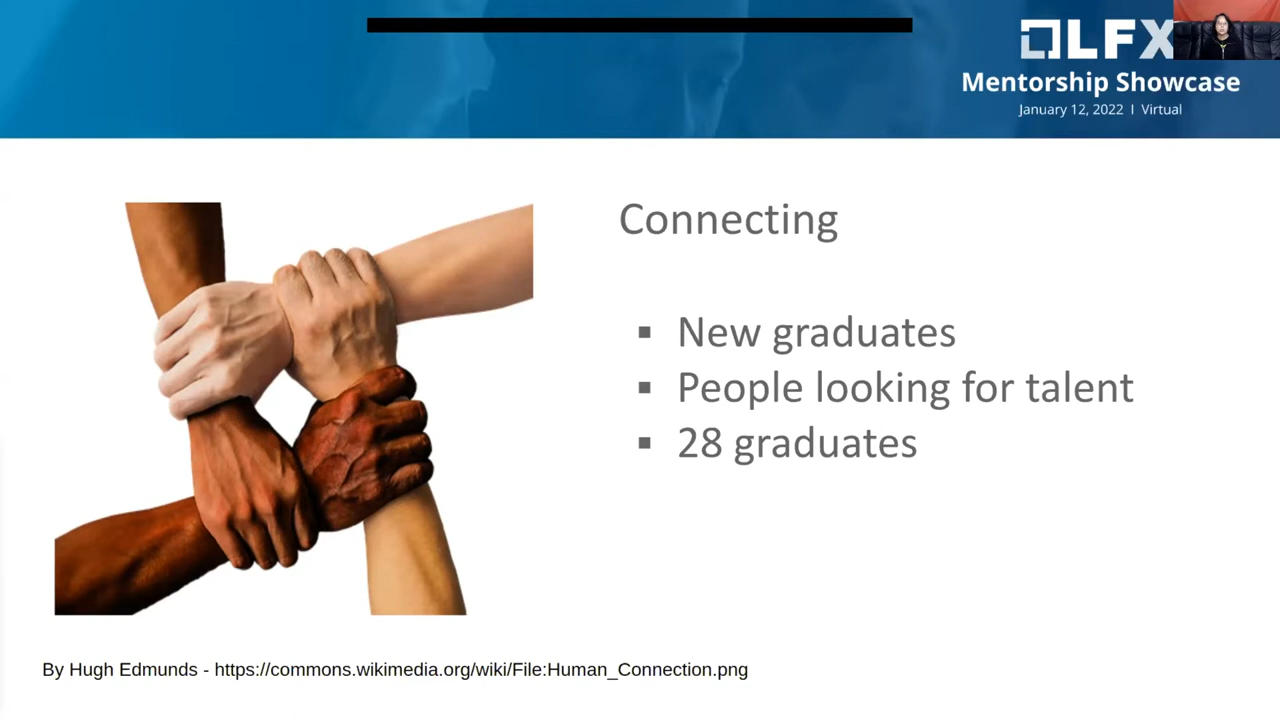 LFX
Mentorship Showcase
January 12, 2022 | Virtual
Connecting
▪ New graduates
▪ People looking for talent
▪ 28 graduates
By Hugh Edmunds - https://commons.wikimedia.org/wiki/File:Human_Connection.png